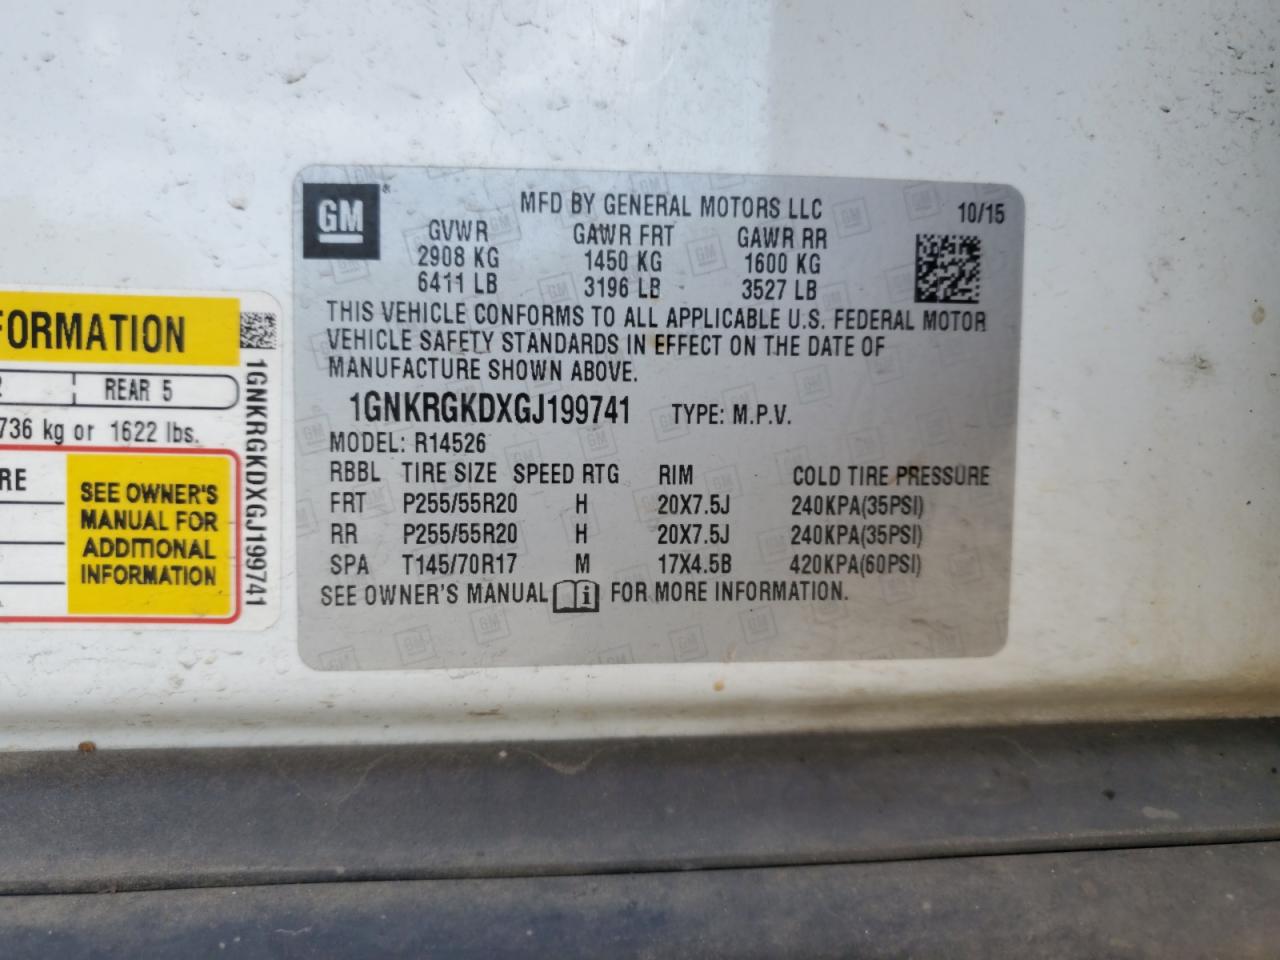 GM
MFD BY GENERAL MOTORS LLC 10/15
GVWR GAWR FRT GAWR RR
2908 KG 1450 KG 1600 KG
6411 LB 3196 LB 3527 LB
THIS VEHICLE CONFORMS TO ALL APPLICABLE U.S. FEDERAL MOTOR
VEHICLE SAFETY STANDARDS IN EFFECT ON THE DATE OF
MANUFACTURE SHOWN ABOVE.
1GNKRGKDXGJ199741 TYPE: M.P.V.
MODEL: R14526
RBBL TIRE SIZE SPEED RTG RIM COLD TIRE PRESSURE
FRT P255/55R20 H 20X7.5J 240KPA(35PSI)
RR P255/55R20 H 20X7.5J 240KPA(35PSI)
SPA T145/70R17 M 17X4.5B 420KPA(60PSI)
SEE OWNER'S MANUAL i FOR MORE INFORMATION.
FORMATION
REAR 5
736 kg or 1622 lbs.
RE
SEE OWNER'S
MANUAL FOR
ADDITIONAL
INFORMATION
1GNKRGKDXGJ199741